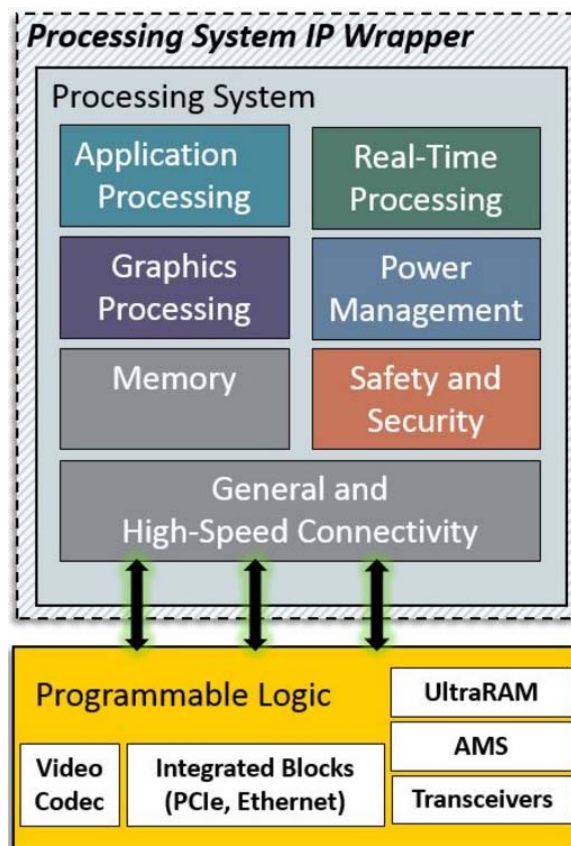 Processing System IP Wrapper
Processing System
Application
Processing
Real-Time
Processing
Graphics
Processing
Power
Management
Memory
Safety and
Security
General and
High-Speed Connectivity
Programmable Logic
UltraRAM
AMS
Transceivers
Video
Codec
Integrated Blocks
(PCIe, Ethernet)